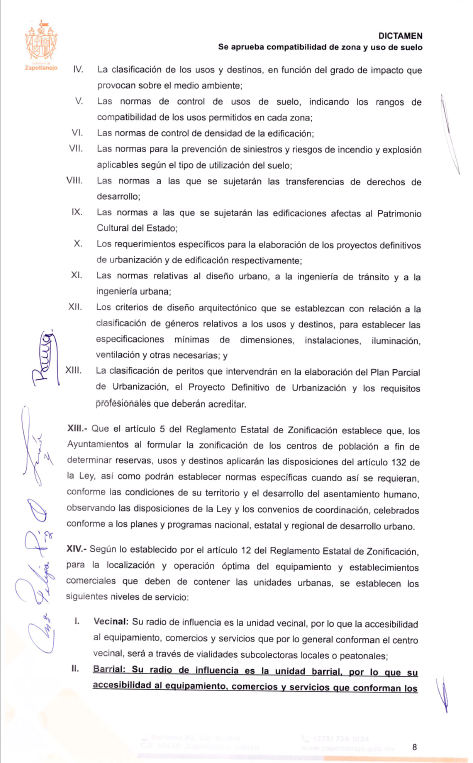 DICTAMEN
Se aprueba compatibilidad de zona y uso de suelo
Zapotlanejo
IV. La clasificación de los usos y destinos, en función del grado de impacto que
provocan sobre el medio ambiente;
V. Las normas de control de usos de suelo, indicando los rangos de
compatibilidad de los usos permitidos en cada zona;
VI. Las normas de control de densidad de la edificación;
VII. Las normas para la prevención de siniestros y riesgos de incendio y explosión
aplicables según el tipo de utilización del suelo;
VIII. Las normas a las que se sujetarán las transferencias de derechos de
desarrollo;
IX. Las normas a las que se sujetarán las edificaciones afectas al Patrimonio
Cultural del Estado;
X. Los requerimientos específicos para la elaboración de los proyectos definitivos
de urbanización y de edificación respectivamente;
XI. Las normas relativas al diseño urbano, a la ingeniería de tránsito y a la
ingeniería urbana;
XII. Los criterios de diseño arquitectónico que se establezcan con relación a la
clasificación de géneros relativos a los usos y destinos, para establecer las
especificaciones mínimas de dimensiones, instalaciones, iluminación,
ventilación y otras necesarias; y
XIII. La clasificación de peritos que intervendrán en la elaboración del Plan Parcial
de Urbanización, el Proyecto Definitivo de Urbanización y los requisitos
profesionales que deberán acreditar.
XIII.- Que el artículo 5 del Reglamento Estatal de Zonificación establece que, los
Ayuntamientos al formular la zonificación de los centros de población a fin de
determinar reservas, usos y destinos aplicarán las disposiciones del artículo 132 de
la Ley, así como podrán establecer normas específicas cuando así se requieran,
conforme las condiciones de su territorio y el desarrollo del asentamiento humano,
observando las disposiciones de la Ley y los convenios de coordinación, celebrados
conforme a los planes y programas nacional, estatal y regional de desarrollo urbano.
XIV.- Según lo establecido por el artículo 12 del Reglamento Estatal de Zonificación,
para la localización y operación óptima del equipamiento y establecimientos
comerciales que deben de contener las unidades urbanas, se establecen los
siguientes niveles de servicio:
I. Vecinal: Su radio de influencia es la unidad vecinal, por lo que la accesibilidad
al equipamiento, comercios y servicios que por lo general conforman el centro
vecinal, será a través de vialidades subcolectoras locales o peatonales;
II. Barrial: Su radio de influencia es la unidad barrial, por lo que su
accesibilidad al equipamiento, comercio y servicios que conforman los
8